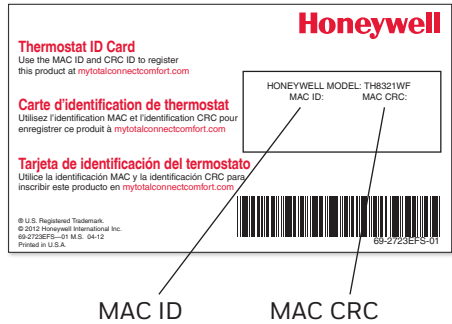 Honeywell
Thermostat ID Card
Use the MAC ID and CRC ID to register
this product at mytotalconnectcomfort.com
HONEYWELL MODEL: TH8321WF
MAC ID: MAC CRC:
Carte d'identification de thermostat
Utilisez l'identification MAC et l'identification CRC pour
enregistrer ce produit à mytotalconnectcomfort.com
Tarjeta de identificación del termostato
Utilice la identificación MAC y la identificación CRC para
inscribir este producto en mytotalconnectcomfort.com
® U.S. Registered Trademark.
© 2012 Honeywell International Inc.
69-2723EFS—01 M.S. 04-12
Printed in U.S.A.
69-2723EFS-01
MAC ID MAC CRC